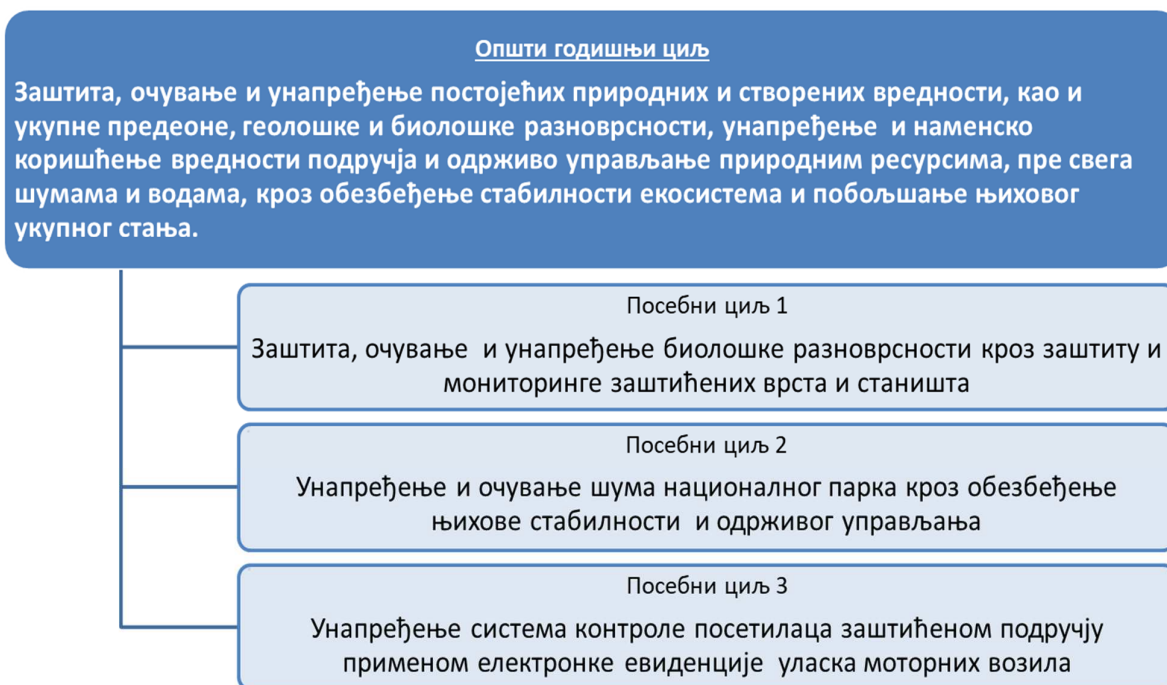 Општи годишњи циљ
Заштита, очување и унапређење постојећих природних и створених вредности, као и
укупне предеоне, геолошке и биолошке разноврсности, унапређење и наменско
коришћење вредности подручја и одрживо управљање природним ресурсима, пре свега
шумама и водама, кроз обезбеђење стабилности екосистема и побољшање њиховог
укупног стања.
Посебни циљ 1
Заштита, очување и унапређење биолошке разноврсности кроз заштиту и
мониторинге заштићених врста и станишта
Посебни циљ 2
Унапређење и очување шума националног парка кроз обезбеђење
њихове стабилности и одрживог управљања
Посебни циљ 3
Унапређење система контроле посетилаца заштићеном подручју
применом електронке евиденције уласка моторних возила